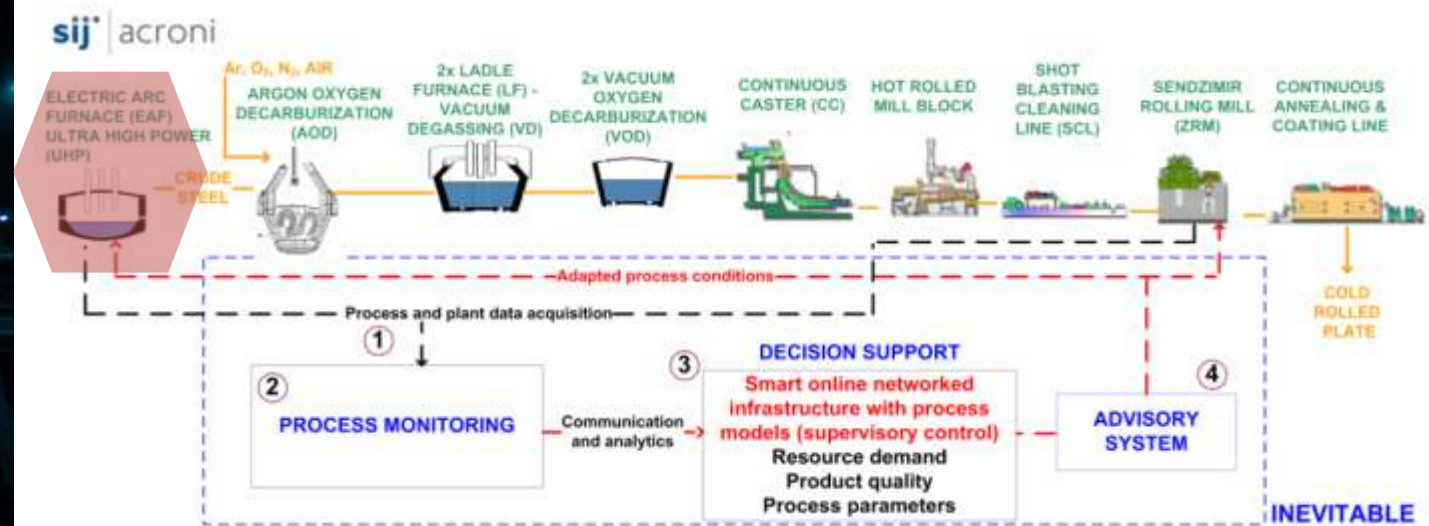 sij acroni
Ar, O₂, N₂, AIR
ELECTRIC ARC
FURNACE (EAF)
ULTRA HIGH POWER
(UHP)
CRUDE
STEEL
ARGON OXYGEN
DECARBURIZATION
(AOD)
2x LADLE
FURNACE (LF) -
VACUUM
DEGASSING (VD)
2x VACUUM
OXYGEN
DECARBURIZATION
(VOD)
CONTINUOUS
CASTER (CC)
HOT ROLLED
MILL BLOCK
SHOT
BLASTING
CLEANING
LINE (SCL)
SENDZIMIR
ROLLING MILL
(ZRM)
CONTINUOUS
ANNEALING &
COATING LINE
Adapted process conditions
Process and plant data acquisition
COLD
ROLLED
PLATE
1
2
PROCESS MONITORING
Communication
and analytics
DECISION SUPPORT
3
Smart online networked
infrastructure with process
models (supervisory control)
Resource demand
Product quality
Process parameters
4
ADVISORY
SYSTEM
INEVITABLE